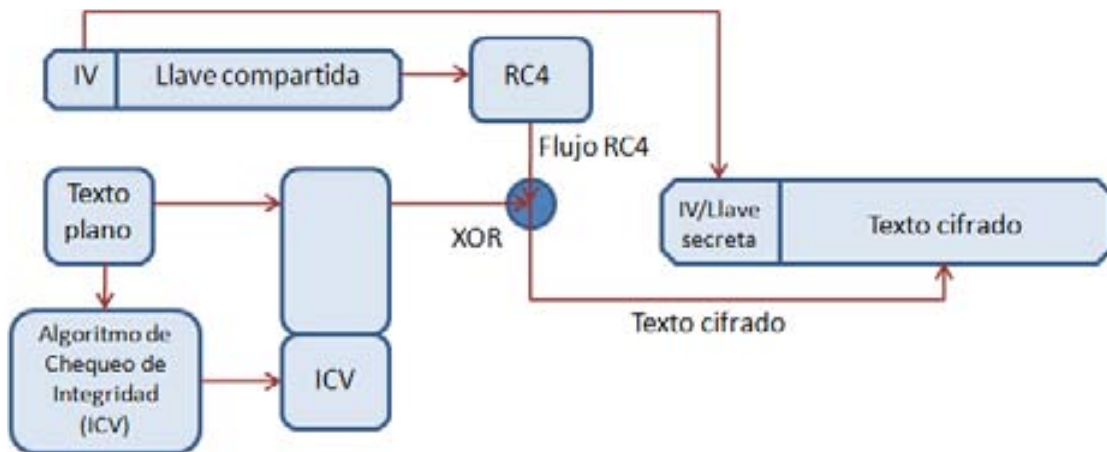 IV
Llave compartida
RC4
Flujo RC4
Texto
plano
XOR
IV/Llave
secreta
Texto cifrado
Texto cifrado
Algoritmo de
Chequeo de
Integridad
(ICV)
ICV